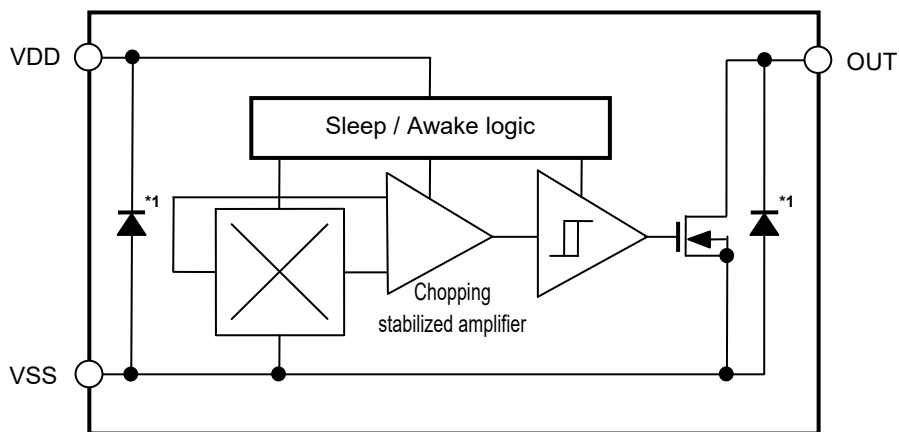 VDD
OUT
Sleep / Awake logic
*1
*1
Chopping
stabilized amplifier
VSS